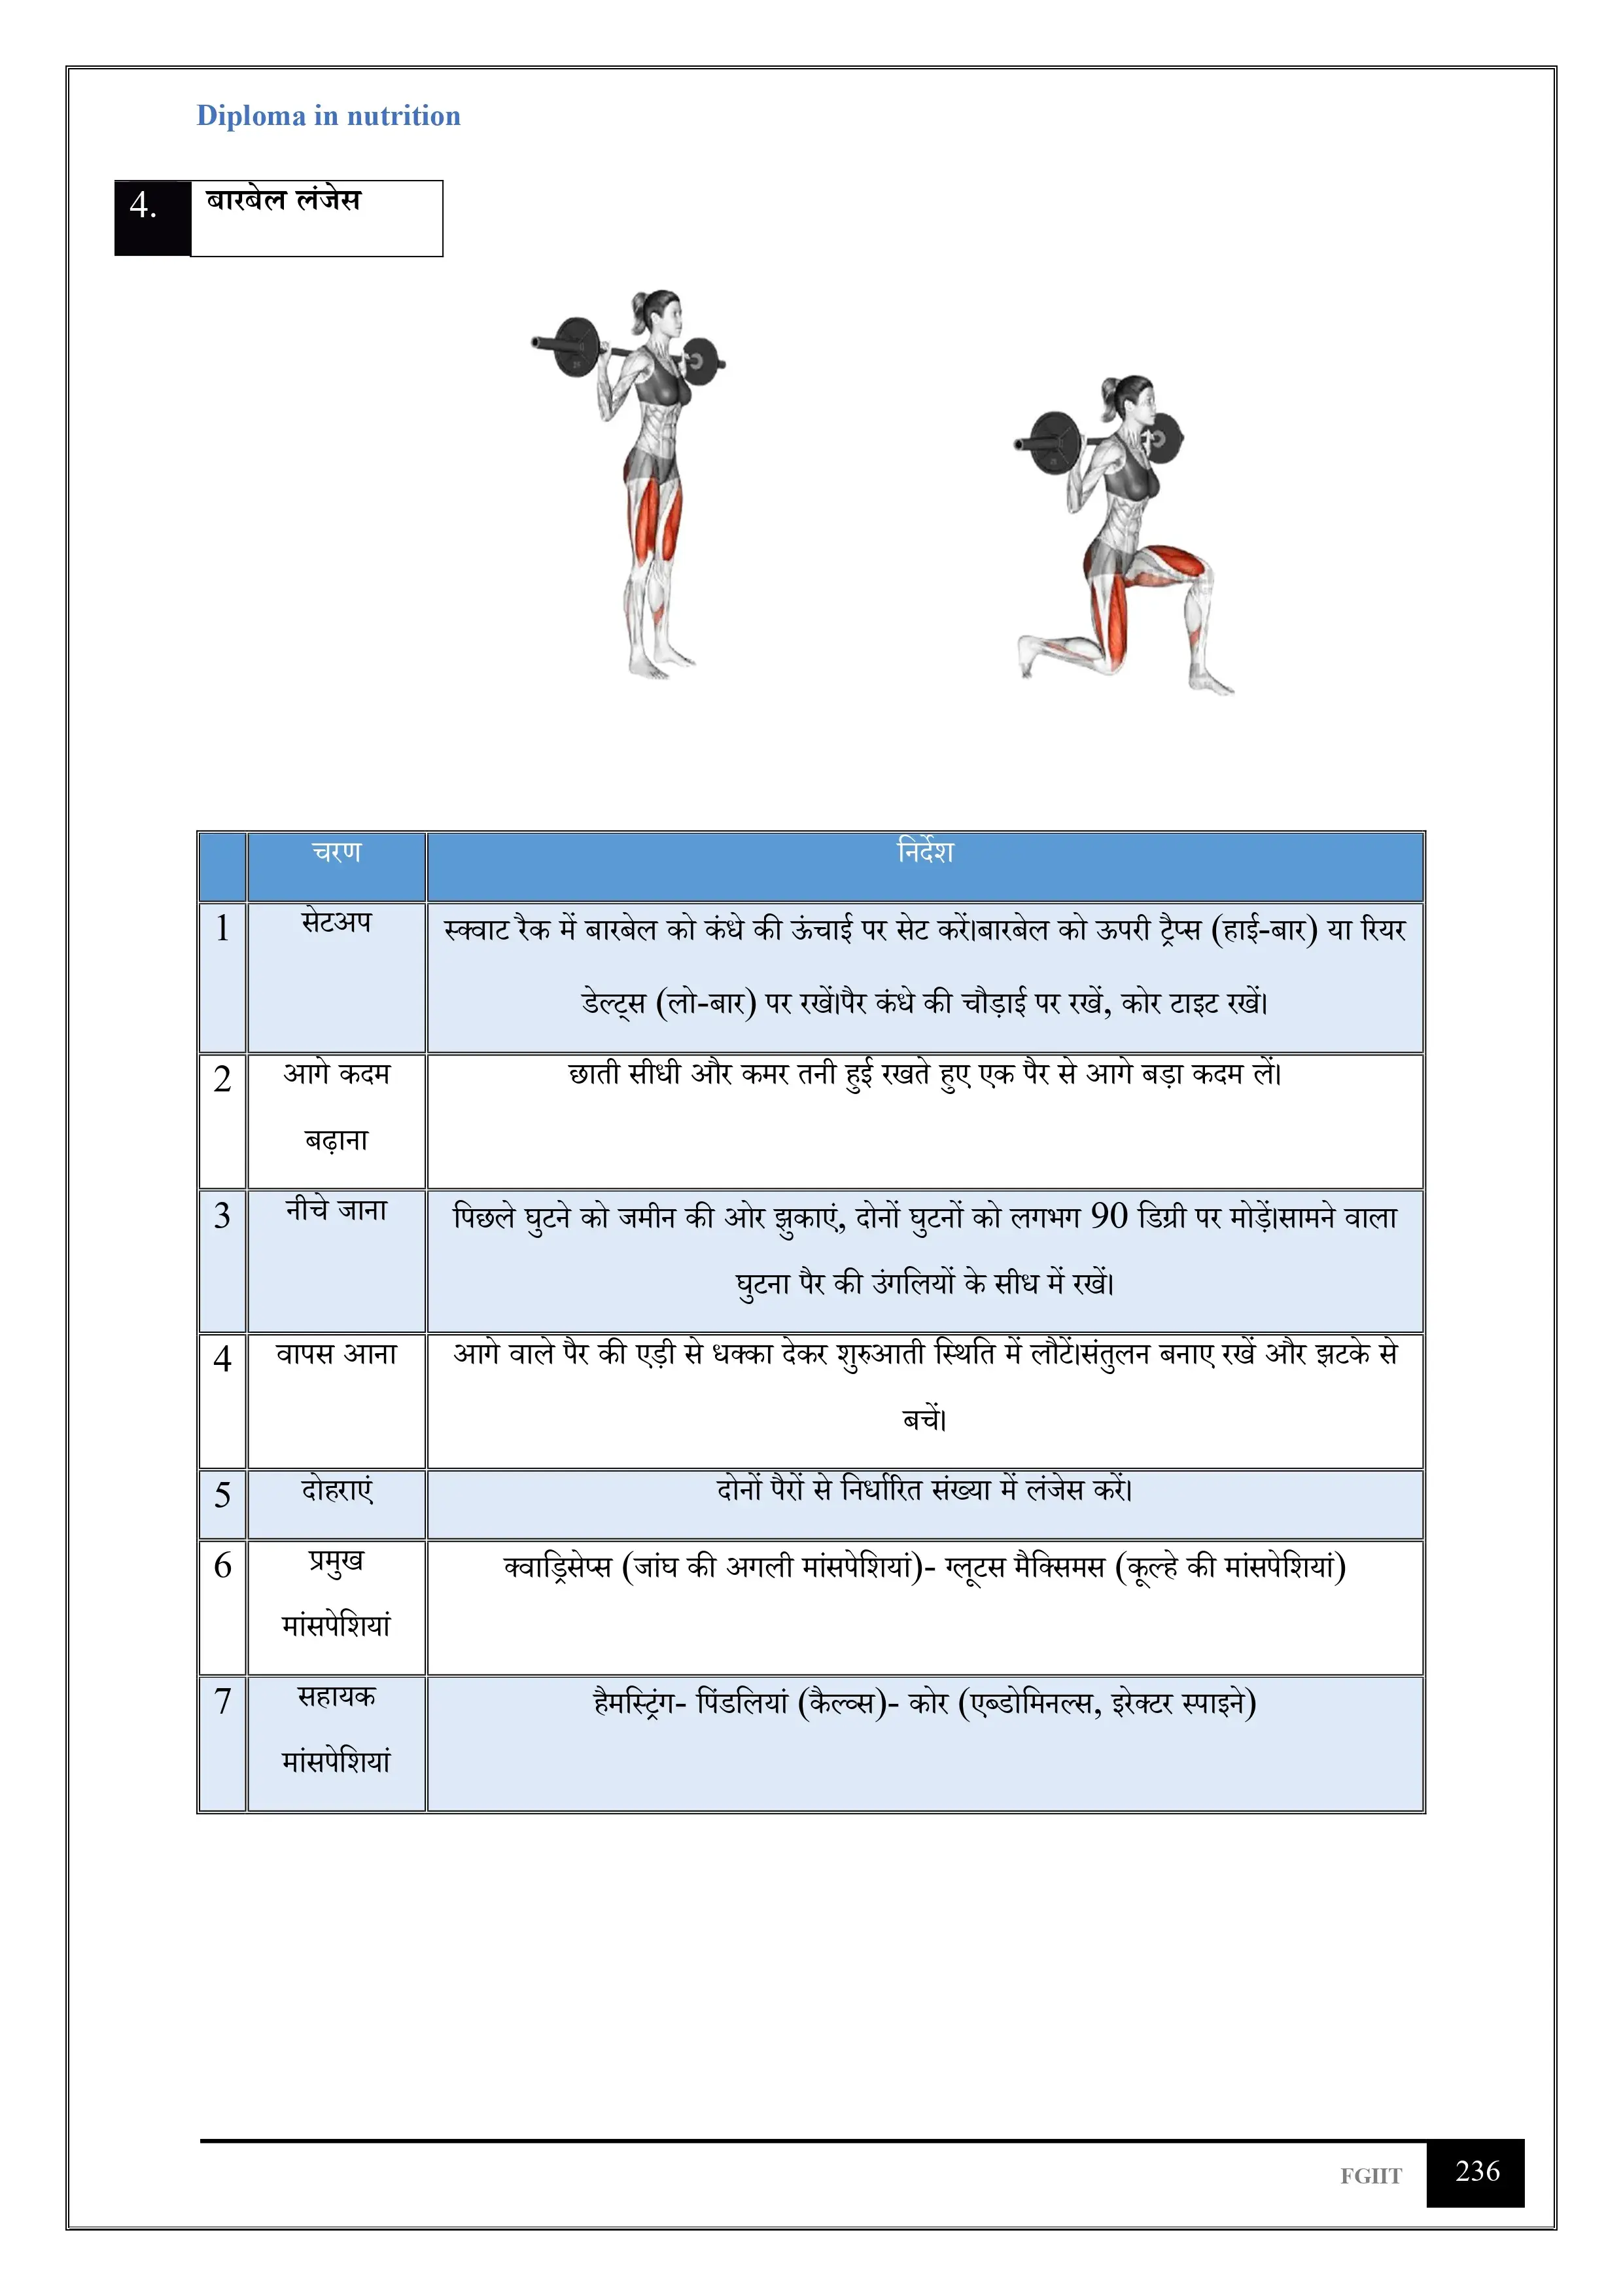 Diploma in nutrition
4. बारबेल लंजेस
चरण निर्देश
1 सेटअप स्क्वाट रैक में बारबेल को कंधे की ऊंचाई पर सेट करें।बारबेल को ऊपरी ट्रैप्स (हाई-बार) या रियर
डेल्ट्स (लो-बार) पर रखें।पैर कंधे की चौड़ाई पर रखें, कोर टाइट रखें।
2 आगे कदम छाती सीधी और कमर तनी हुई रखते हुए एक पैर से आगे बड़ा कदम लें।
बढ़ाना
3 नीचे जाना पिछले घुटने को जमीन की ओर झुकाएं, दोनों घुटनों को लगभग 90 डिग्री पर मोड़ें।सामने वाला
घुटना पैर की उंगलियों के सीध में रखें।
4 वापस आना आगे वाले पैर की एड़ी से धक्का देकर शुरुआती स्थिति में लौटें।संतुलन बनाए रखें और झटके से
बचें।
5 दोहराएं दोनों पैरों से निर्धारित संख्या में लंजेस करें।
6 प्रमुख क्वाड्रिसेप्स (जांघ की अगली मांसपेशियां)- ग्लूटस मैक्सिमस (कूल्हे की मांसपेशियां)
मांसपेशियां
7 सहायक हैमस्ट्रिंग- पिंडलियां (कैल्व्स)- कोर (एब्डोमिनल्स, इरेक्टर स्पाइने)
मांसपेशियां
FGIIT 236